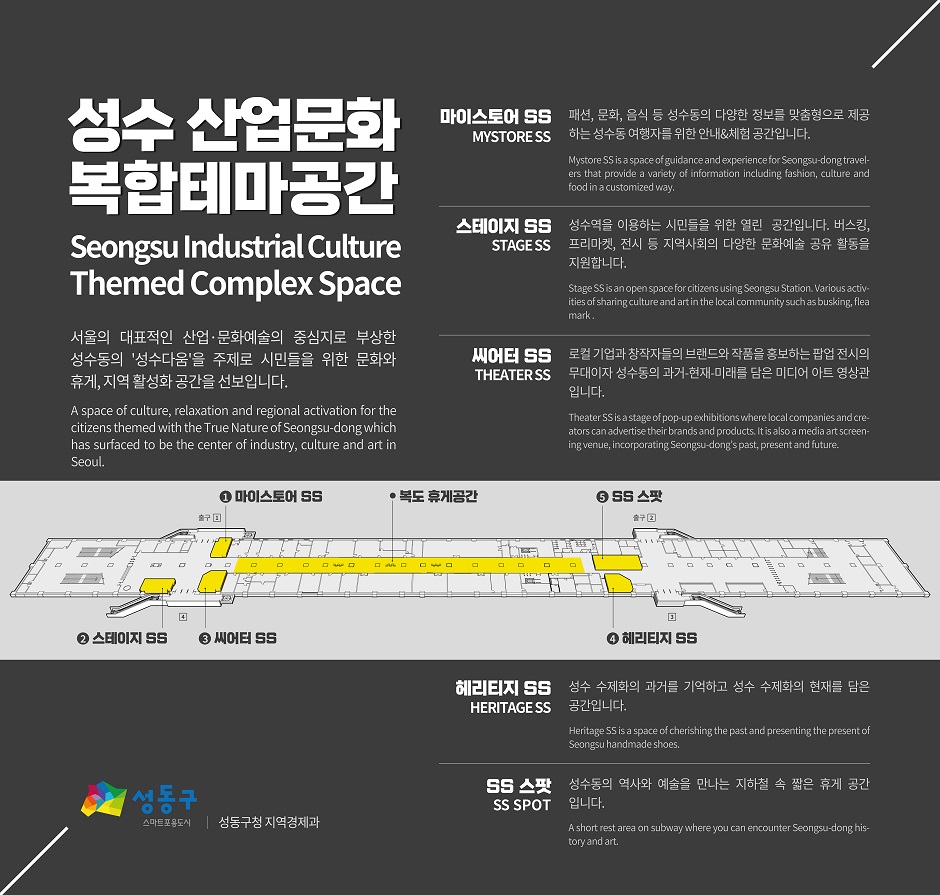 성수 산업문화
복합테마공간
Seongsu Industrial Culture
Themed Complex Space
서울의 대표적인 산업·문화예술의 중심지로 부상한
성수동의 '성수다움'을 주제로 시민들을 위한 문화와
휴게, 지역 활성화 공간을 선보입니다.
A space of culture, relaxation and regional activation for the
citizens themed with the True Nature of Seongsu-dong which
has surfaced to be the center of industry, culture and art in
Seoul.
마이스토어 SS
MYSTORE SS
패션, 문화, 음식 등 성수동의 다양한 정보를 맞춤형으로 제공
하는 성수동 여행자를 위한 안내&체험 공간입니다.
Mystore SS is a space of guidance and experience for Seongsu-dong travel-
ers that provide a variety of information including fashion, culture and
food in a customized way.
스테이지 SS
STAGE SS
성수역을 이용하는 시민들을 위한 열린 공간입니다. 버스킹,
프리마켓, 전시 등 지역사회의 다양한 문화예술 공유 활동을
지원합니다.
Stage SS is an open space for citizens using Seongsu Station. Various activ-
ities of sharing culture and art in the local community such as busking, flea
mark .
씨어터 SS
THEATER SS
로컬 기업과 창작자들의 브랜드와 작품을 홍보하는 팝업 전시의
무대이자 성수동의 과거-현재-미래를 담은 미디어 아트 영상관
입니다.
Theater SS is a stage of pop-up exhibitions where local companies and cre-
ators can advertise their brands and products. It is also a media art screen-
ing venue, incorporating Seongsu-dong's past, present and future.
❶ 마이스토어 SS
• 복도 휴게공간
❺ SS 스팟
출구 1
출구 2
4
3
❷ 스테이지 SS
❸ 씨어터 SS
❹ 헤리티지 SS
헤리티지 SS
HERITAGE SS
성수 수제화의 과거를 기억하고 성수 수제화의 현재를 담은
공간입니다.
Heritage SS is a space of cherishing the past and presenting the present of
Seongsu handmade shoes.
SS 스팟
SS SPOT
성수동의 역사와 예술을 만나는 지하철 속 짧은 휴게 공간
입니다.
A short rest area on subway where you can encounter Seongsu-dong his-
tory and art.
성동구
스마트포용도시
성동구청 지역경제과